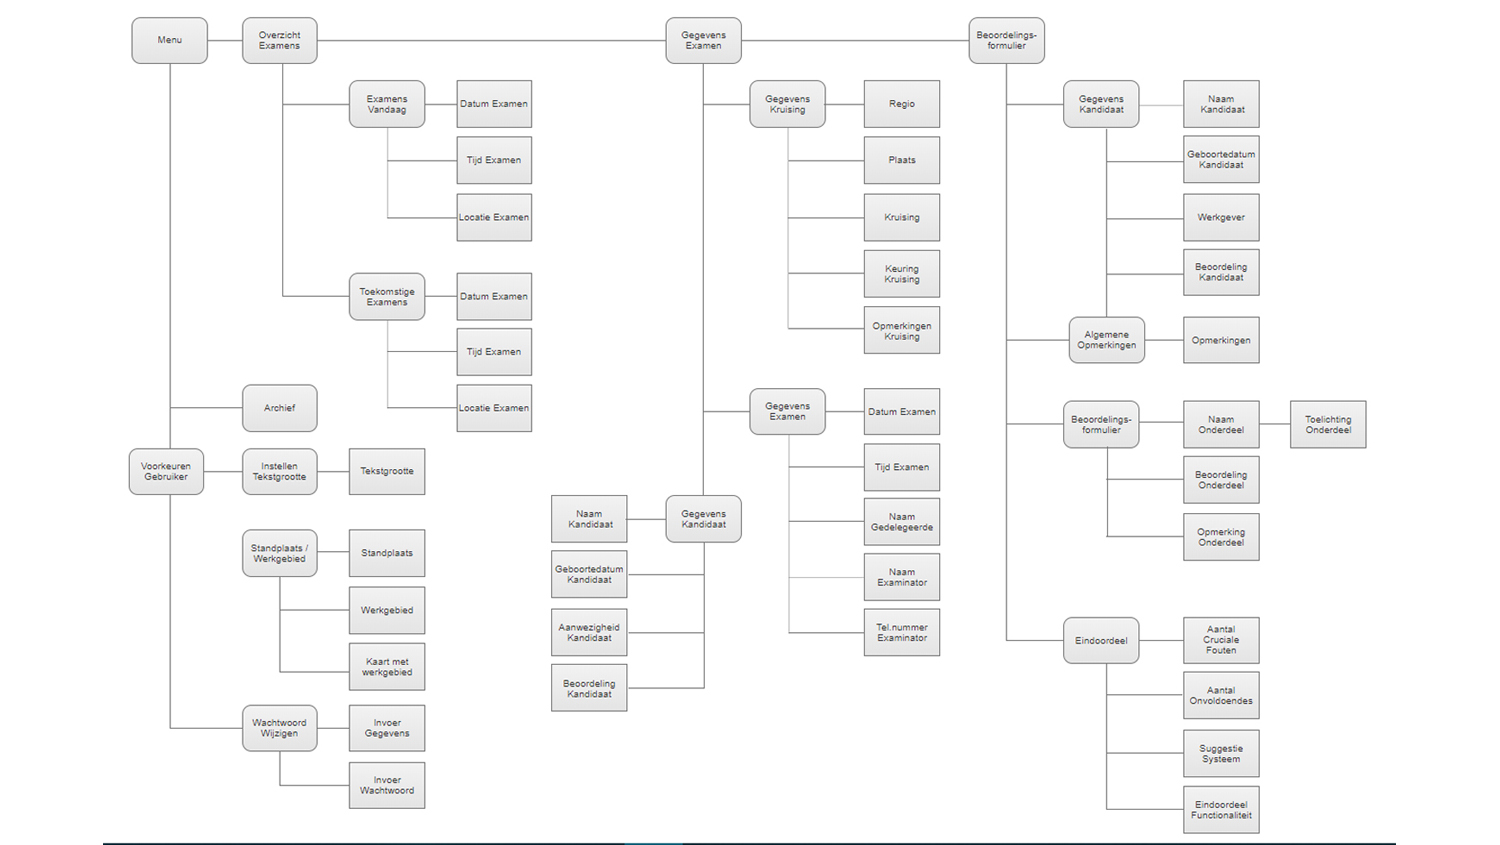 Menu
Overzicht
Examens
Gegevens
Examen
Beoordelings-
formulier
Examens
Vandaag
Datum Examen
Tijd Examen
Locatie Examen
Toekomstige
Examens
Datum Examen
Tijd Examen
Locatie Examen
Archief
Voorkeuren
Gebruiker
Instellen
Tekstgrootte
Tekstgrootte
Standplaats /
Werkgebied
Standplaats
Werkgebied
Kaart met
werkgebied
Wachtwoord
Wijzigen
Invoer
Gegevens
Invoer
Wachtwoord
Gegevens
Kruising
Regio
Plaats
Kruising
Keuring
Kruising
Opmerkingen
Kruising
Gegevens
Examen
Datum Examen
Tijd Examen
Naam
Gedelegeerde
Naam
Examinator
Tel.nummer
Examinator
Gegevens
Kandidaat
Naam
Kandidaat
Geboortedatum
Kandidaat
Aanwezigheid
Kandidaat
Beoordeling
Kandidaat
Gegevens
Kandidaat
Naam
Kandidaat
Geboortedatum
Kandidaat
Werkgever
Beoordeling
Kandidaat
Algemene
Opmerkingen
Opmerkingen
Beoordelings-
formulier
Naam
Onderdeel
Toelichting
Onderdeel
Beoordeling
Onderdeel
Opmerking
Onderdeel
Eindoordeel
Aantal
Cruciale
Fouten
Aantal
Onvoldoendes
Suggestie
Systeem
Eindoordeel
Functionaliteit